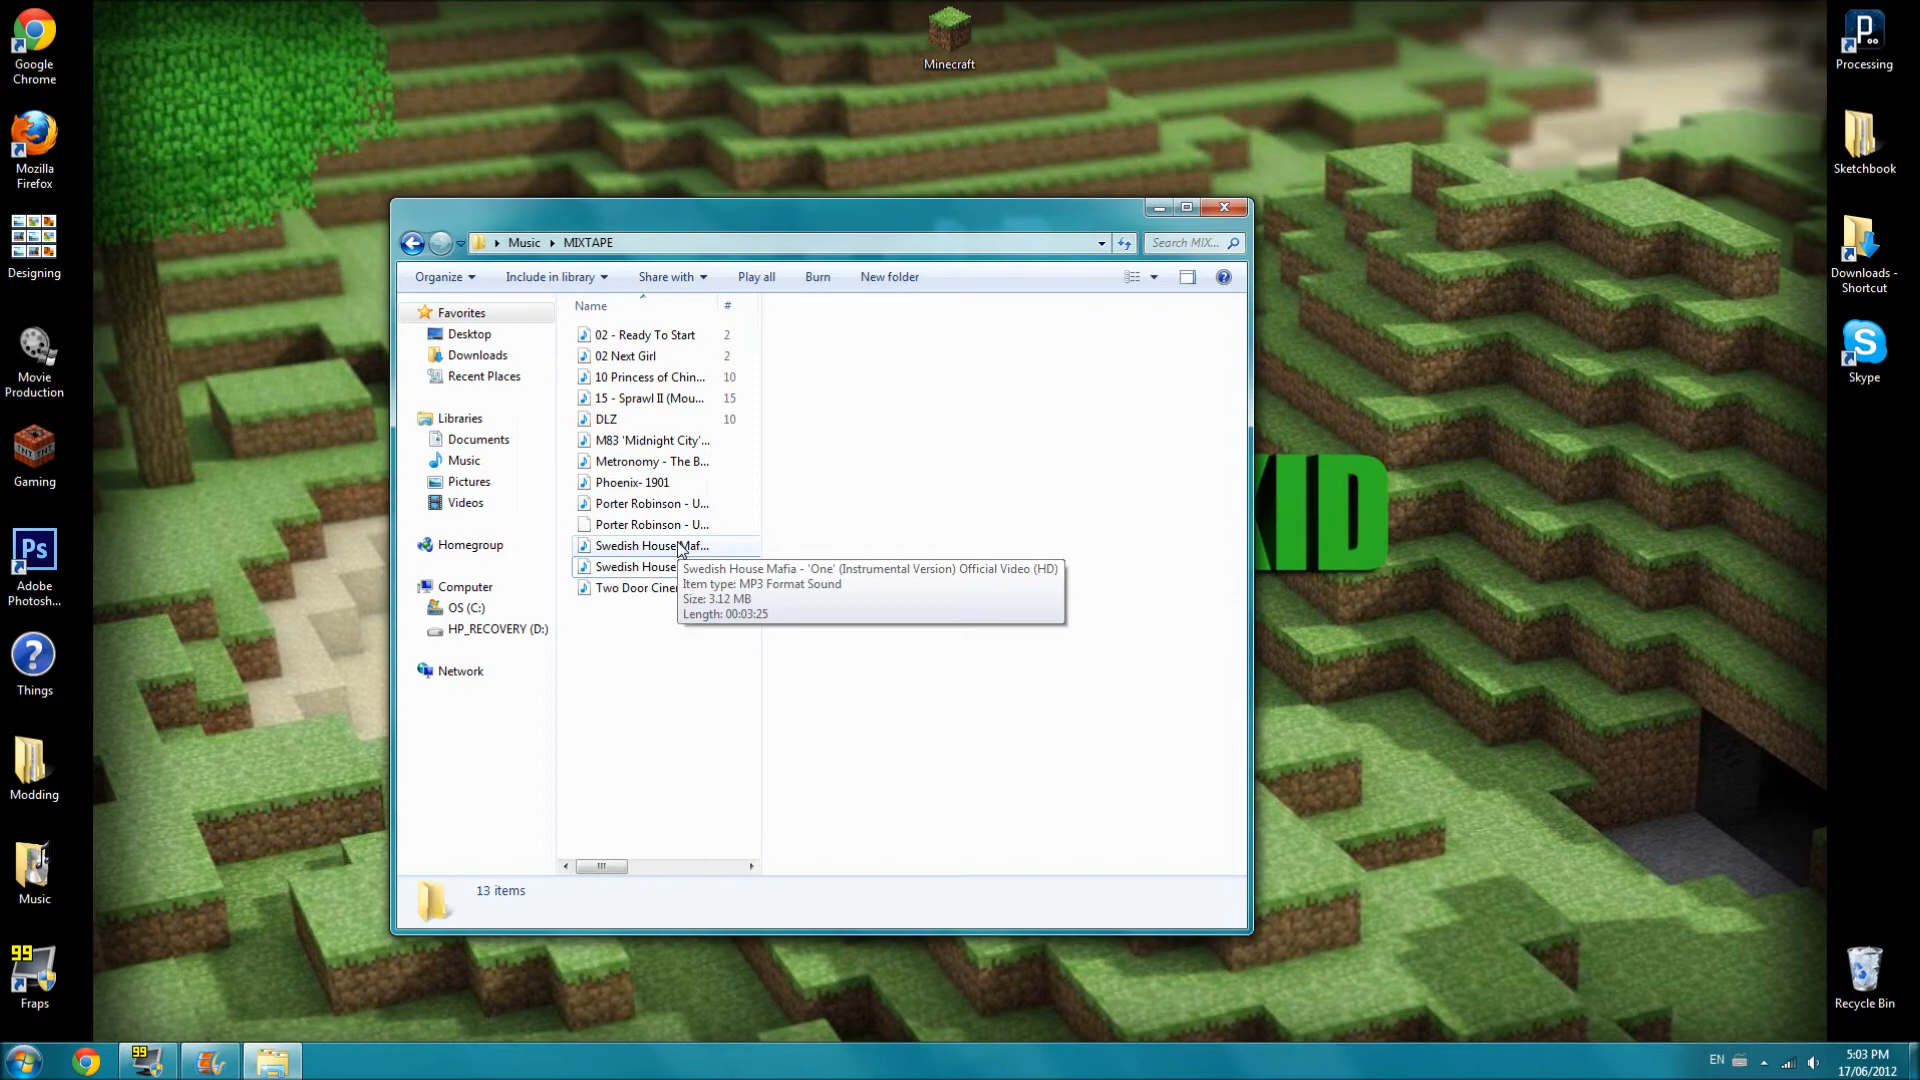 Google
Chrome
Mozilla
Firefox
Designing
Movie
Production
TNT
Gaming
Ps
Adobe
Photosh...
?
Things
Modding
Music
99
Fraps
Minecraft
P
Processing
Sketchbook
Downloads -
Shortcut
S
Skype
Recycle Bin
KID
Music MIXTAPE
Search MIX...
Organize Include in library Share with Play all Burn New folder
Favorites
Desktop
Downloads
Recent Places
Libraries
Documents
Music
Pictures
Videos
Homegroup
Computer
OS (C:)
HP_RECOVERY (D:)
Network
Name #
02 - Ready To Start 2
02 Next Girl 2
10 Princess of Chin... 10
15 - Sprawl II (Mou... 15
DLZ 10
M83 'Midnight City'...
Metronomy - The B...
Phoenix- 1901
Porter Robinson - U...
Porter Robinson - U...
Swedish House Maf...
Swedish House
Two Door Cine
Swedish House Mafia - 'One' (Instrumental Version) Official Video (HD)
Item type: MP3 Format Sound
Size: 3.12 MB
Length: 00:03:25
13 items
99
EN
5:03 PM
17/06/2012